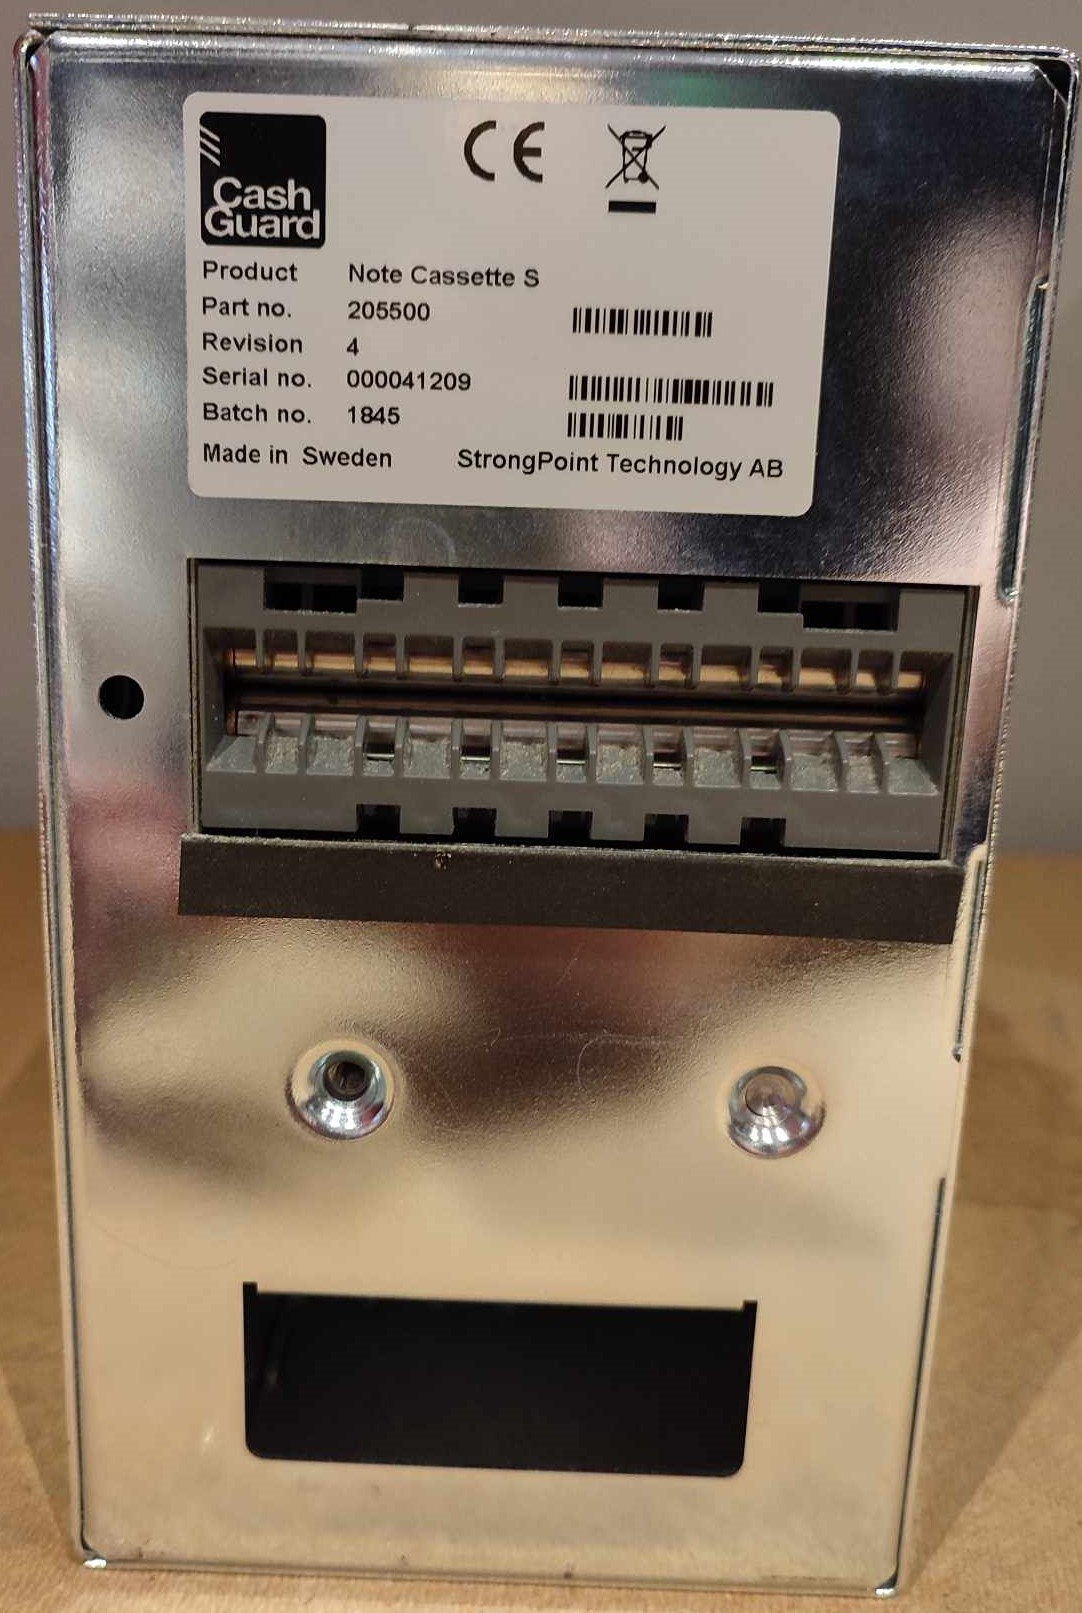 Cash
Guard
CE
Product Note Cassette S
Part no. 205500
Revision 4
Serial no. 000041209
Batch no. 1845
Made in Sweden StrongPoint Technology AB